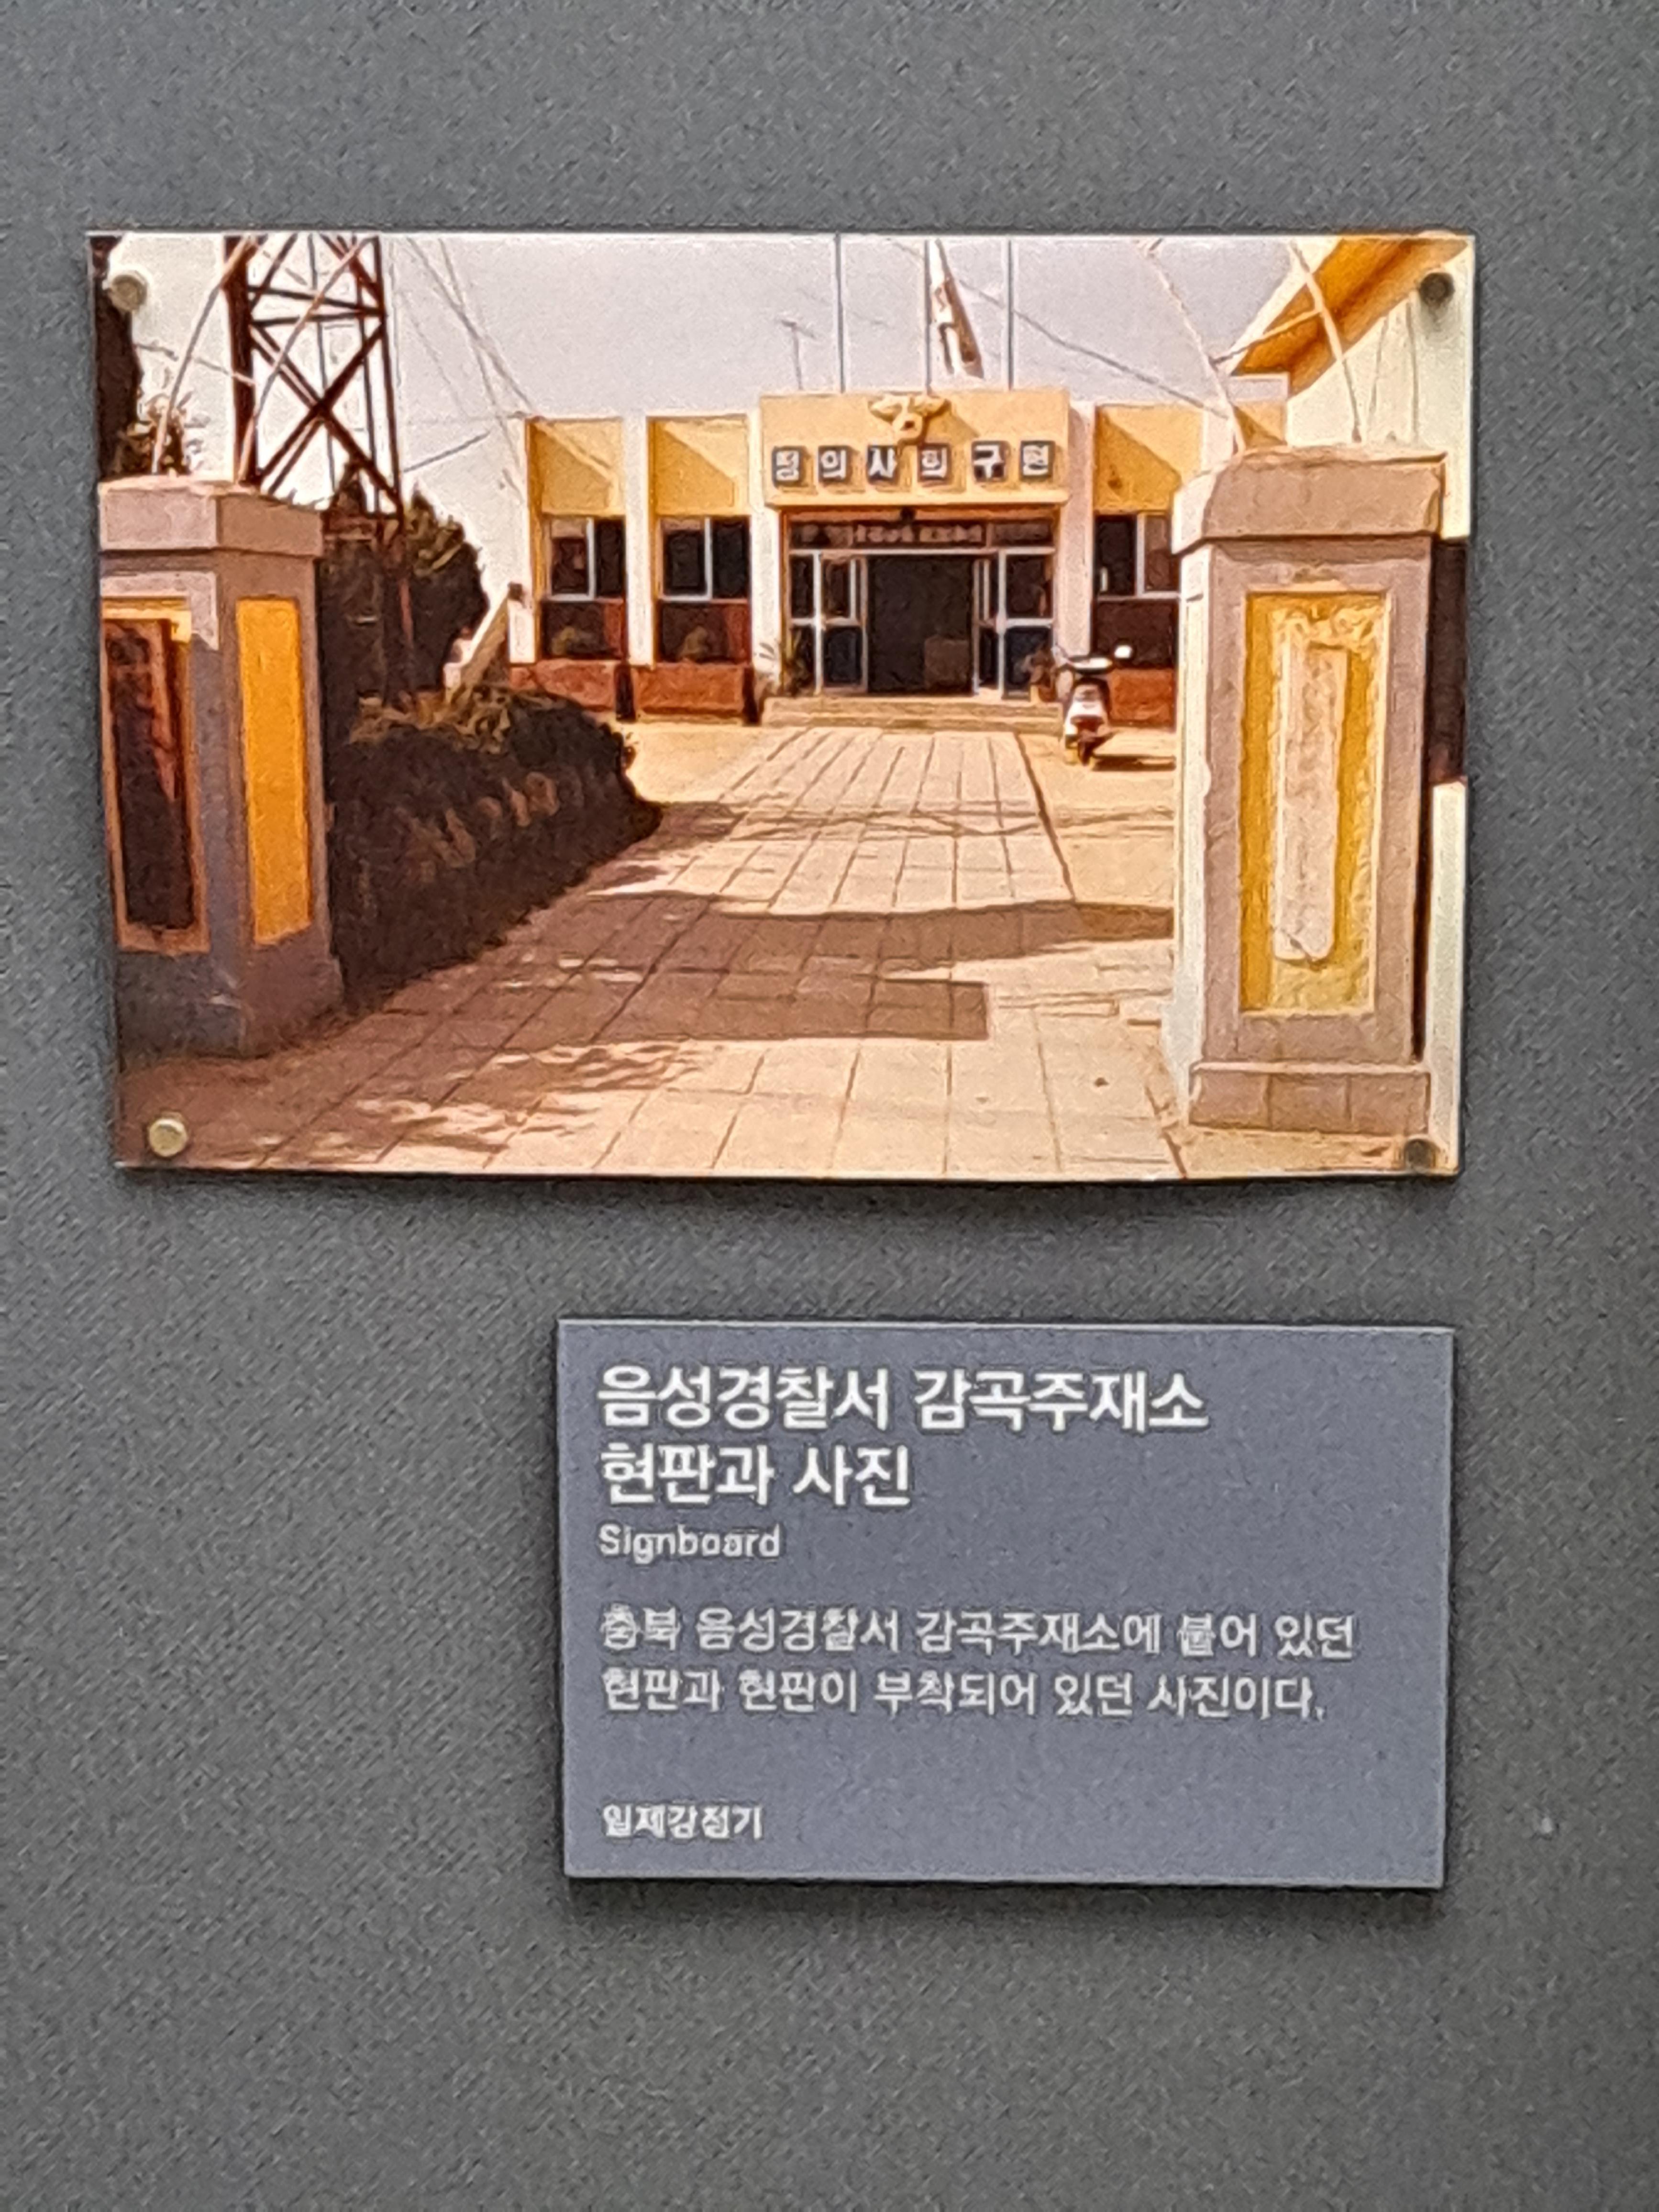 정의사회구현
음성경찰서 감곡주재소
현판과 사진
Signboard
충북 음성경찰서 감곡주재소에 붙어 있던
현판과 현판이 부착되어 있던 사진이다.
일제강점기